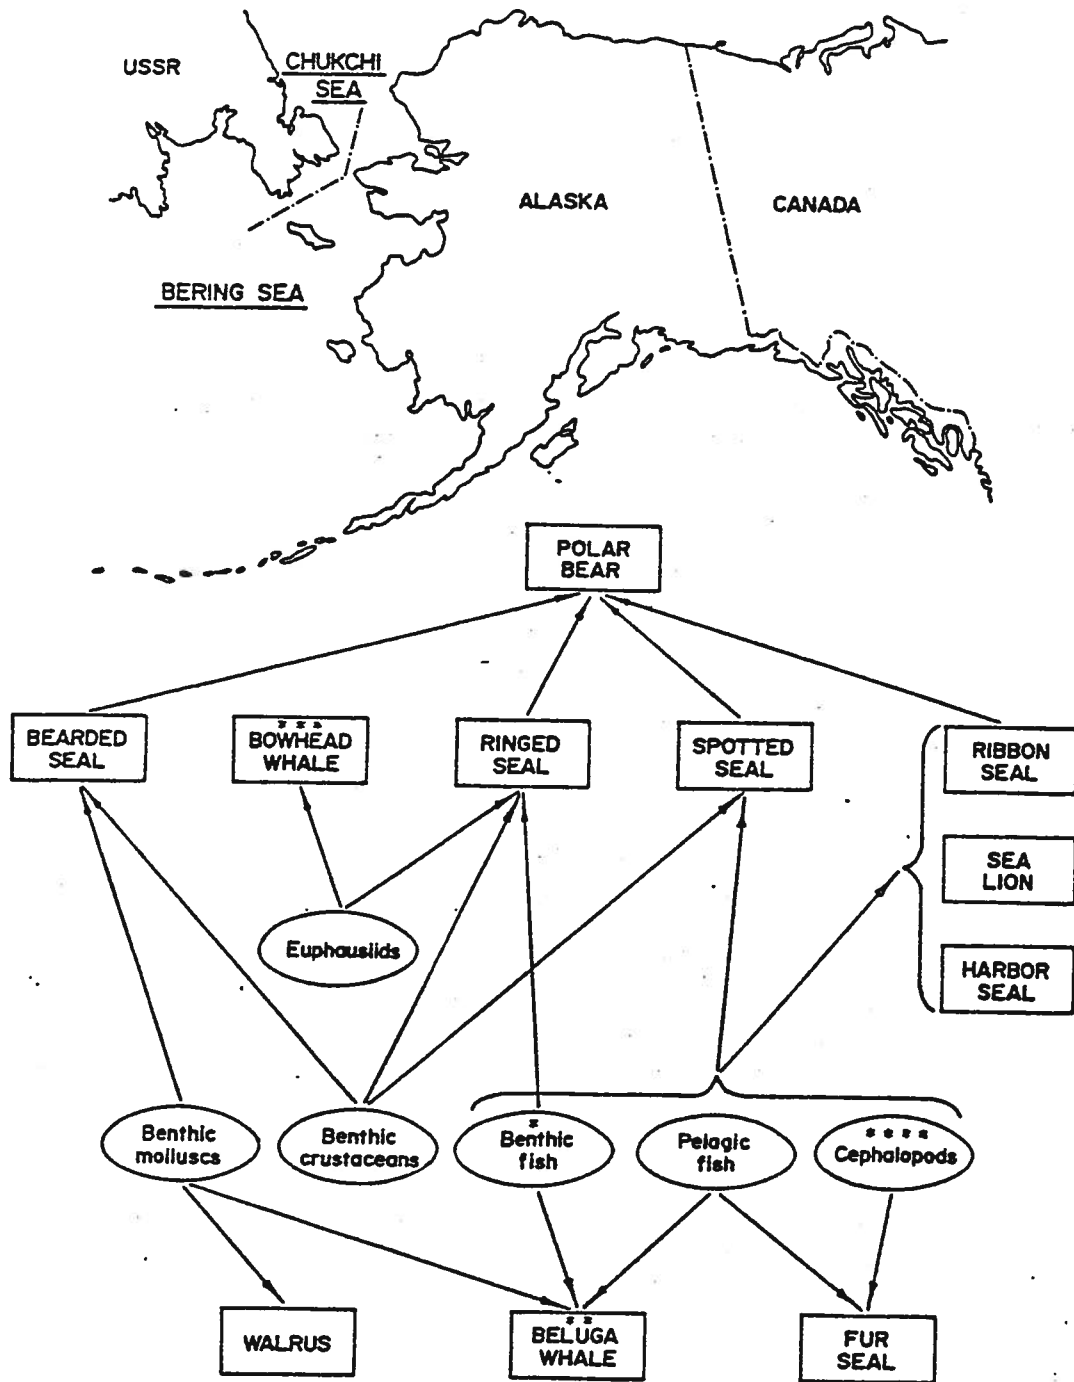 USSR
CHUKCHI
SEA
ALASKA
CANADA
BERING SEA
POLAR
BEAR
BEARDED
SEAL
* * *
BOWHEAD
WHALE
RINGED
SEAL
SPOTTED
SEAL
RIBBON
SEAL
SEA
LION
HARBOR
SEAL
Euphausiids
Benthic
molluscs
Benthic
crustaceans
*
Benthic
fish
Pelagic
fish
* * * *
Cephalopods
WALRUS
* *
BELUGA
WHALE
FUR
SEAL